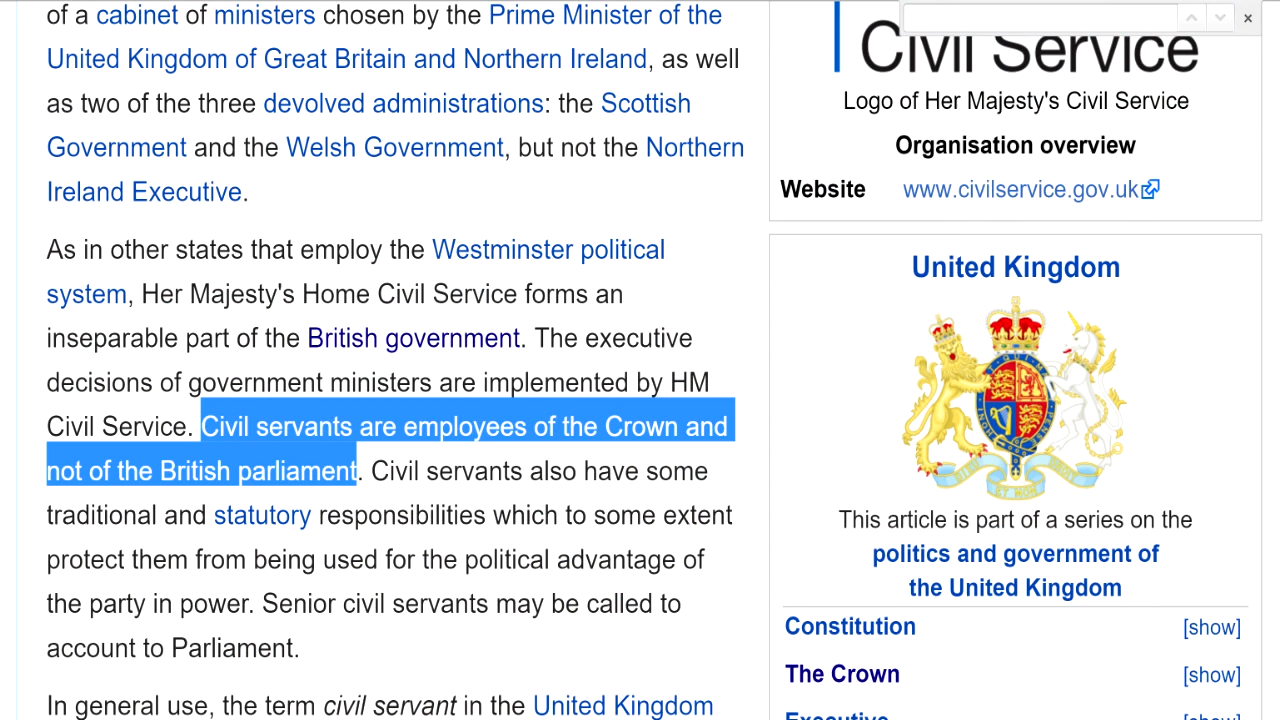 of a cabinet of ministers chosen by the Prime Minister of the
United Kingdom of Great Britain and Northern Ireland, as well
as two of the three devolved administrations: the Scottish
Government and the Welsh Government, but not the Northern
Ireland Executive.
As in other states that employ the Westminster political
system, Her Majesty's Home Civil Service forms an
inseparable part of the British government. The executive
decisions of government ministers are implemented by HM
Civil Service. Civil servants are employees of the Crown and
not of the British parliament. Civil servants also have some
traditional and statutory responsibilities which to some extent
protect them from being used for the political advantage of
the party in power. Senior civil servants may be called to
account to Parliament.
In general use, the term civil servant in the United Kingdom
Civil Service
Logo of Her Majesty's Civil Service
Organisation overview
Website www.civilservice.gov.uk
United Kingdom
This article is part of a series on the
politics and government of
the United Kingdom
Constitution [show]
The Crown [show]
Executive [show]